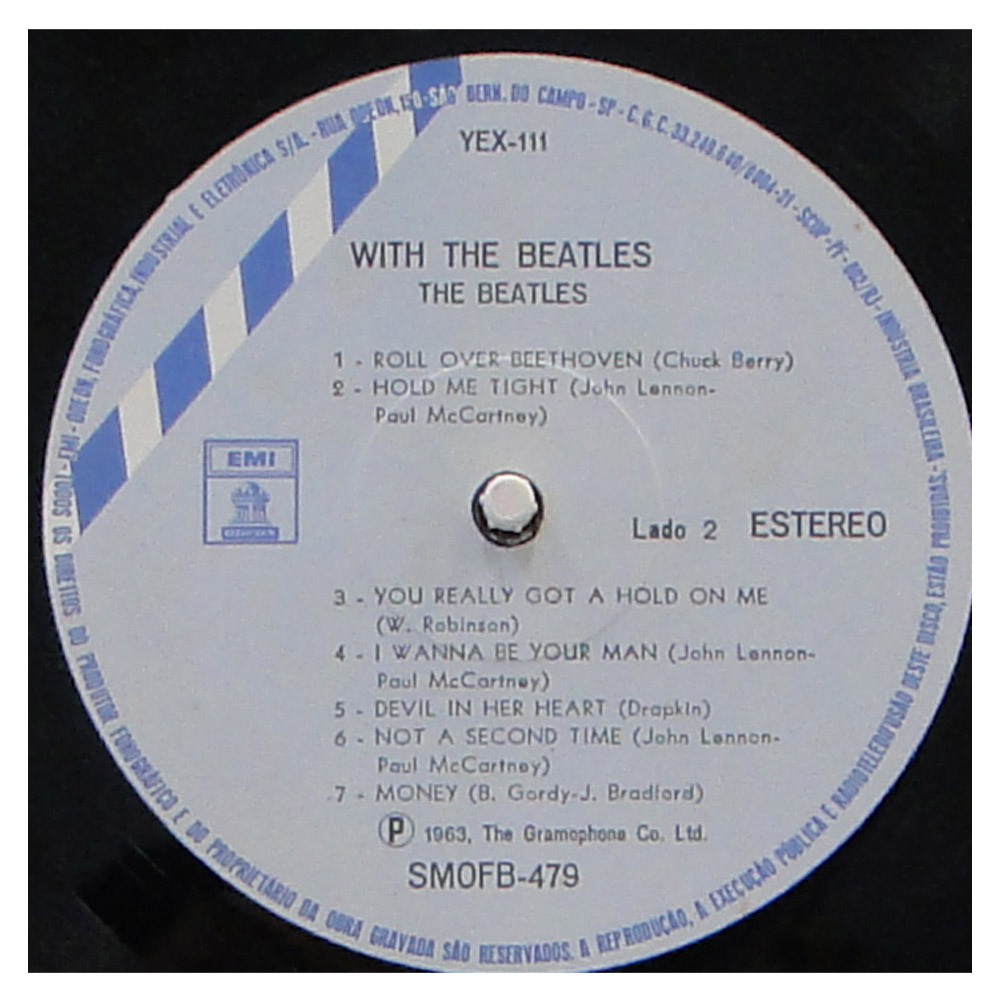 TODOS OS DIREITOS DO PRODUTOR FONOGRÁFICO E DO PROPRIETÁRIO DA OBRA GRAVADA SÃO RESERVADOS. A REPRODUÇÃO, A EXECUÇÃO PÚBLICA E RADIOTELEDIFUSÃO DESTE DISCO, ESTÃO PROIBIDAS.
EMI-ODEON, FONOGRÁFICA, INDUSTRIAL E ELETRÔNICA S/A. - RUA ODEON, 150-SÃO BERN. DO CAMPO - SP - C.G.C. 33.249.640/0004-31 - SCDP - PF - 002/RJ - INDÚSTRIA BRASILEIRA.
YEX-111
WITH THE BEATLES
THE BEATLES
1 - ROLL OVER BEETHOVEN (Chuck Berry)
2 - HOLD ME TIGHT (John Lennon-
Paul McCartney)
EMI
Lado 2 ESTEREO
3 - YOU REALLY GOT A HOLD ON ME
(W. Robinson)
4 - I WANNA BE YOUR MAN (John Lennon-
Paul McCartney)
5 - DEVIL IN HER HEART (Drapkin)
6 - NOT A SECOND TIME (John Lennon-
Paul McCartney)
7 - MONEY (B. Gordy-J. Bradford)
℗ 1963, The Gramophone Co. Ltd.
SMOFB-479